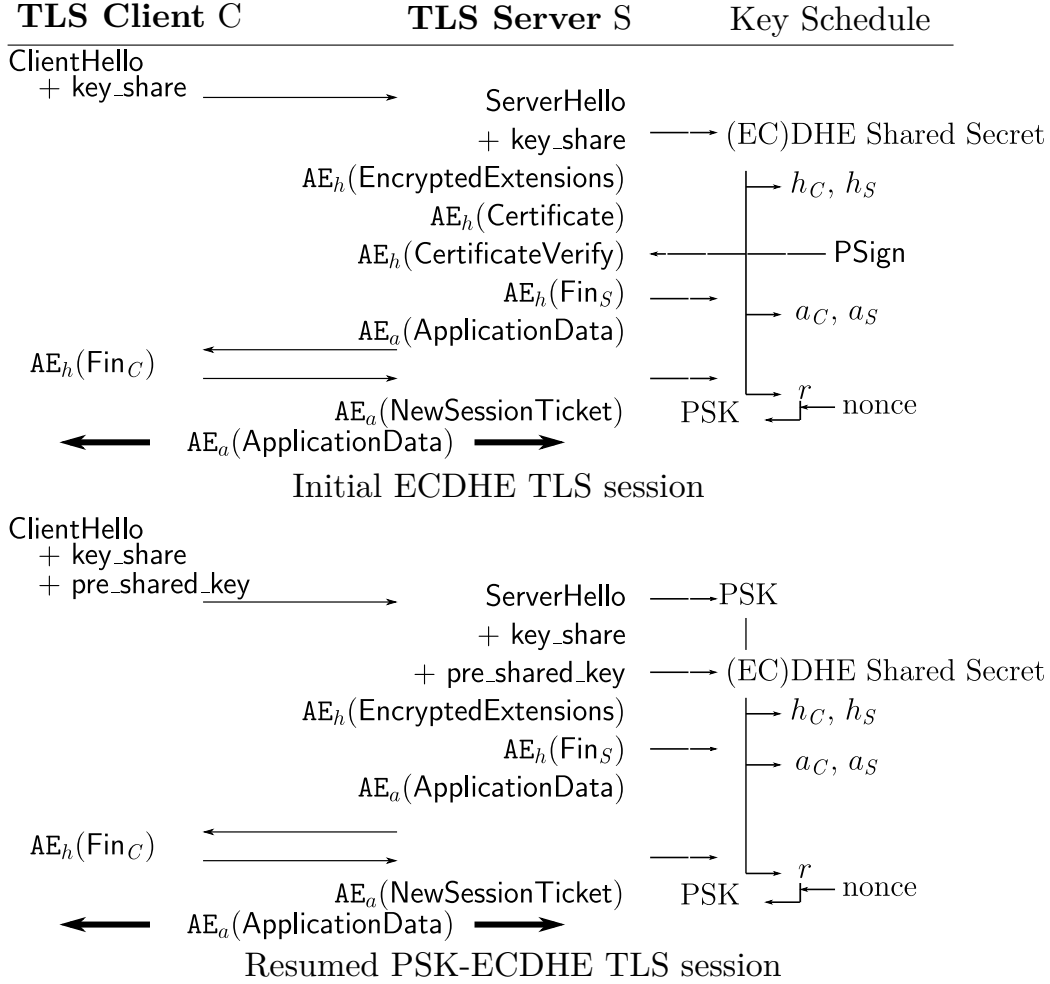 TLS Client C TLS Server S Key Schedule
ClientHello
+ key_share
ServerHello
+ key_share (EC)DHE Shared Secret
AE_h(EncryptedExtensions) h_C, h_S
AE_h(Certificate)
AE_h(CertificateVerify) PSign
AE_h(Fin_S)
a_C, a_S
AE_a(ApplicationData)
AE_h(Fin_C)
r
AE_a(NewSessionTicket) PSK nonce
AE_a(ApplicationData)
Initial ECDHE TLS session
ClientHello
+ key_share
+ pre_shared_key
ServerHello PSK
+ key_share
+ pre_shared_key (EC)DHE Shared Secret
AE_h(EncryptedExtensions) h_C, h_S
AE_h(Fin_S)
a_C, a_S
AE_a(ApplicationData)
AE_h(Fin_C)
r
AE_a(NewSessionTicket) PSK nonce
AE_a(ApplicationData)
Resumed PSK-ECDHE TLS session